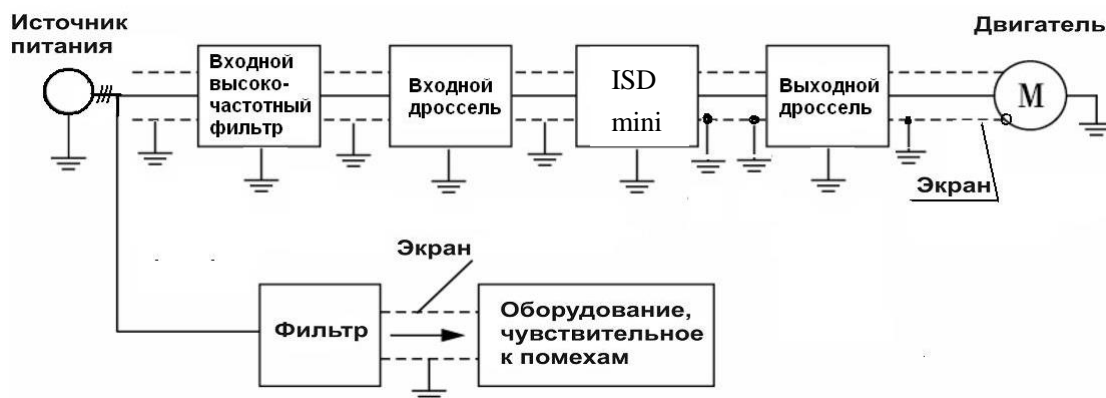 Источник
питания
Входной
высоко-
частотный
фильтр
Входной
дроссель
ISD
mini
Выходной
дроссель
Двигатель
M
Экран
Экран
Фильтр
Оборудование,
чувствительное
к помехам